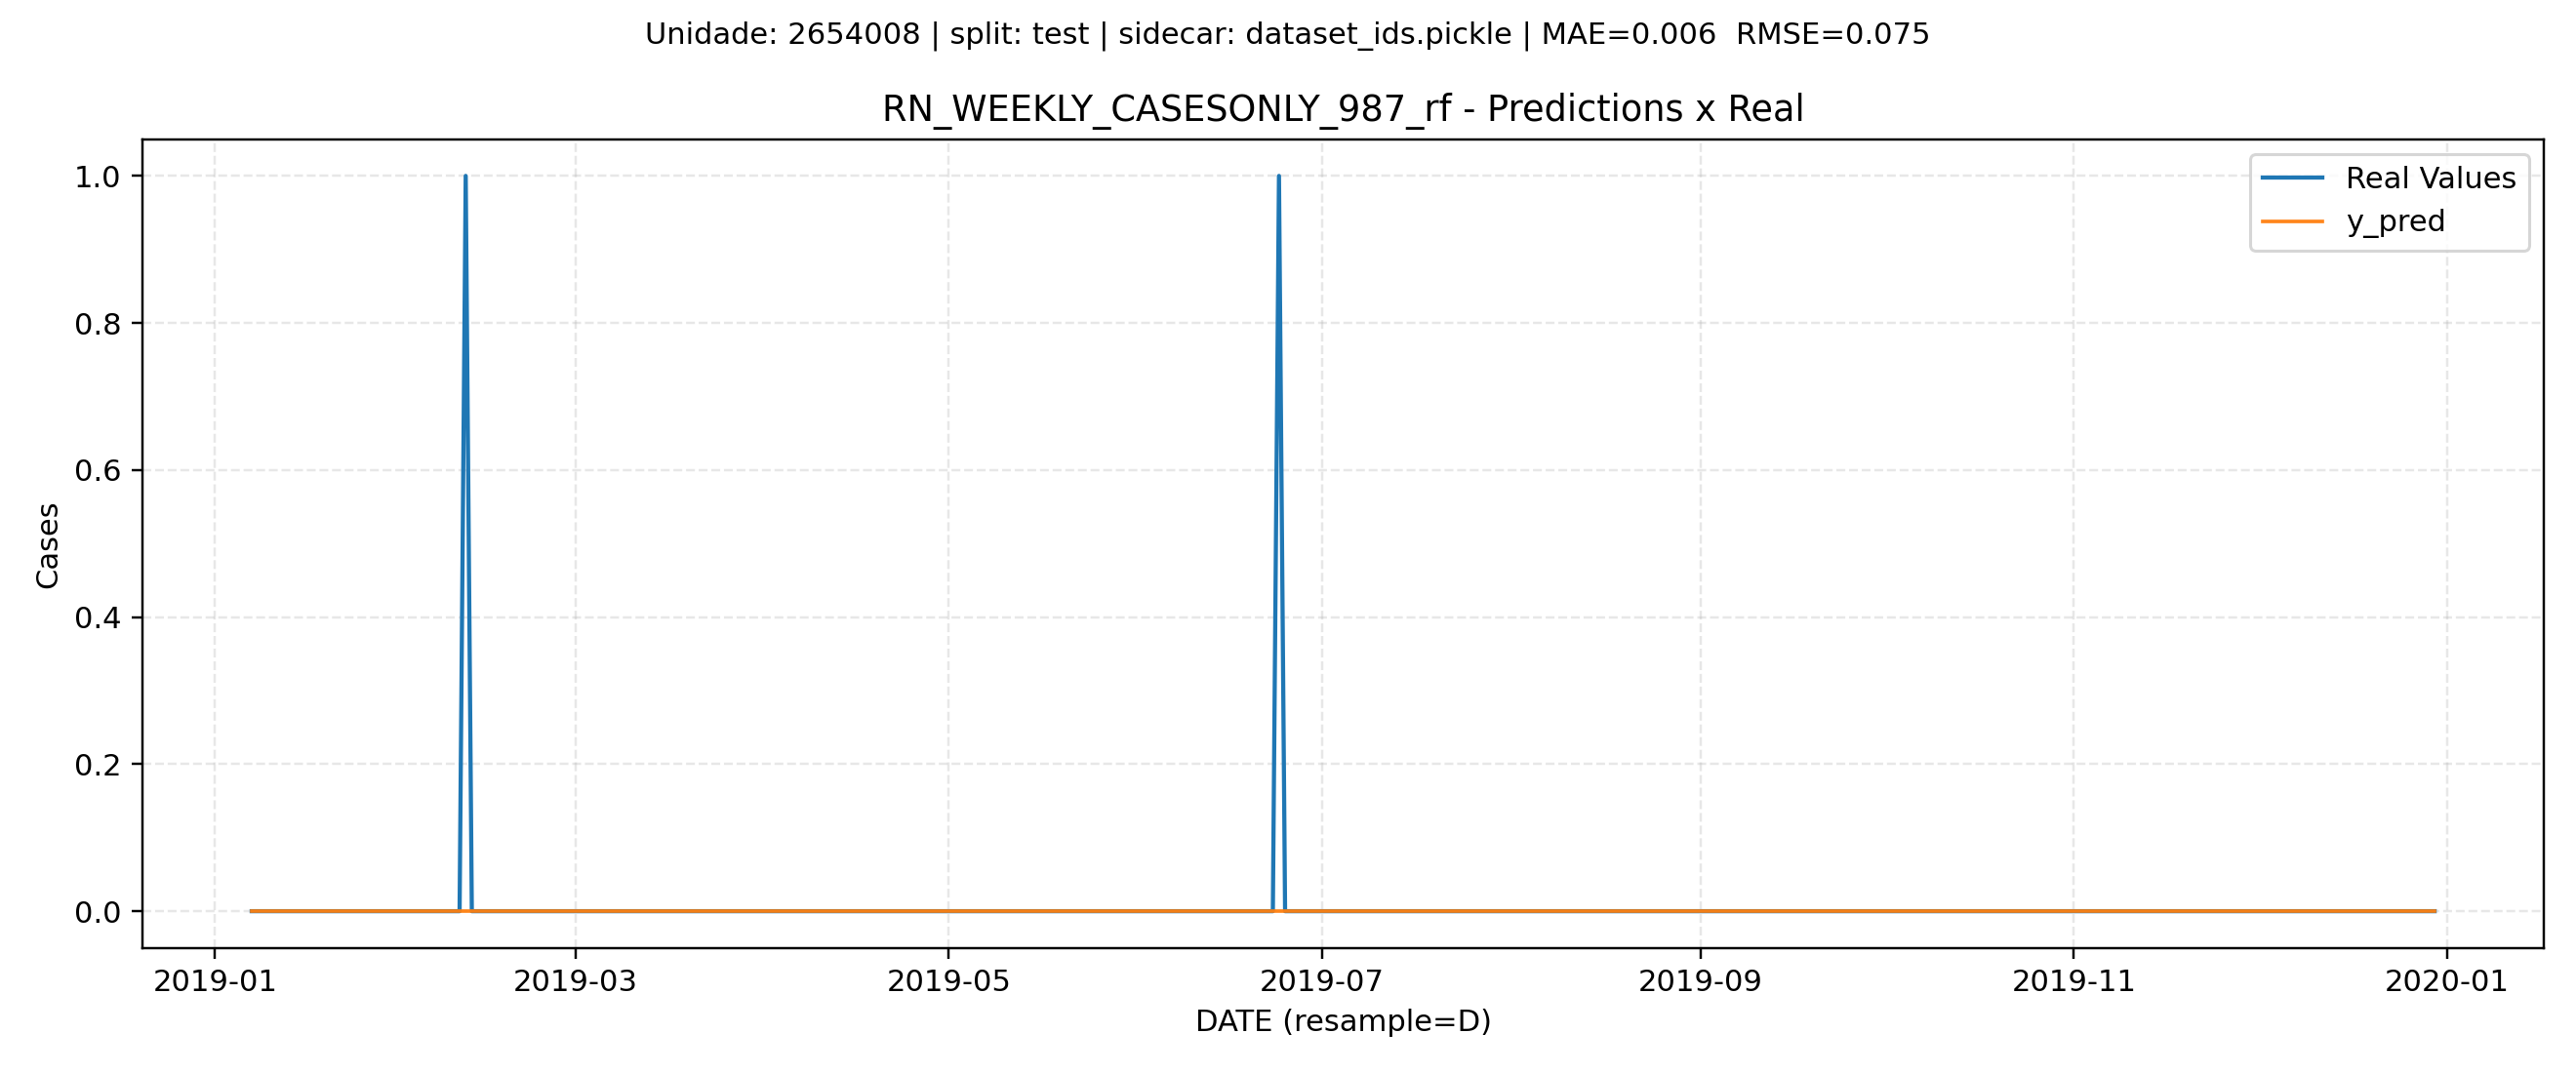 Unidade: 2654008 | split: test | sidecar: dataset_ids.pickle | MAE=0.006  RMSE=0.075
RN_WEEKLY_CASESONLY_987_rf - Predictions x Real
Real Values
y_pred
1.0
0.8
0.6
0.4
0.2
0.0
Cases
2019-01 2019-03 2019-05 2019-07 2019-09 2019-11 2020-01
DATE (resample=D)